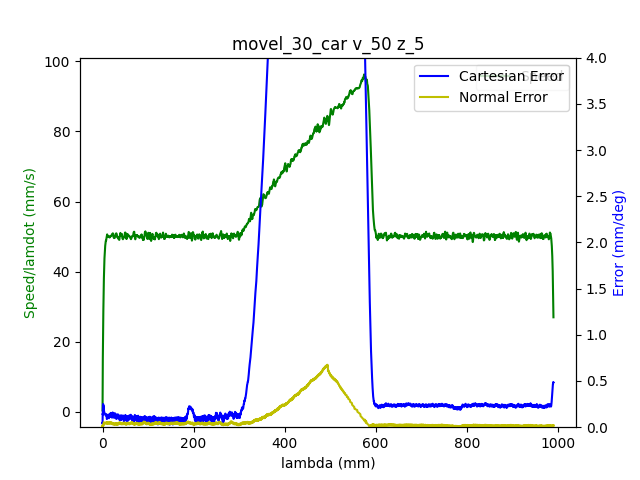 movel_30_car v_50 z_5
100
80
60
40
20
0
Speed/lamdot (mm/s)
4.0
3.5
3.0
2.5
2.0
1.5
1.0
0.5
0.0
Error (mm/deg)
Cartesian Error
Normal Error
0 200 400 600 800 1000
lambda (mm)